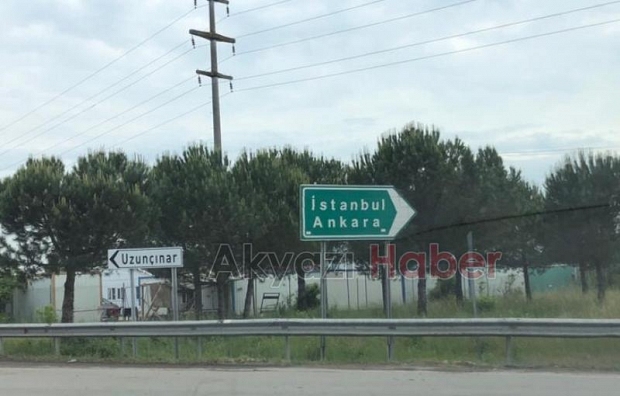 İstanbul
Ankara
Uzunçınar
Akyazı Haber